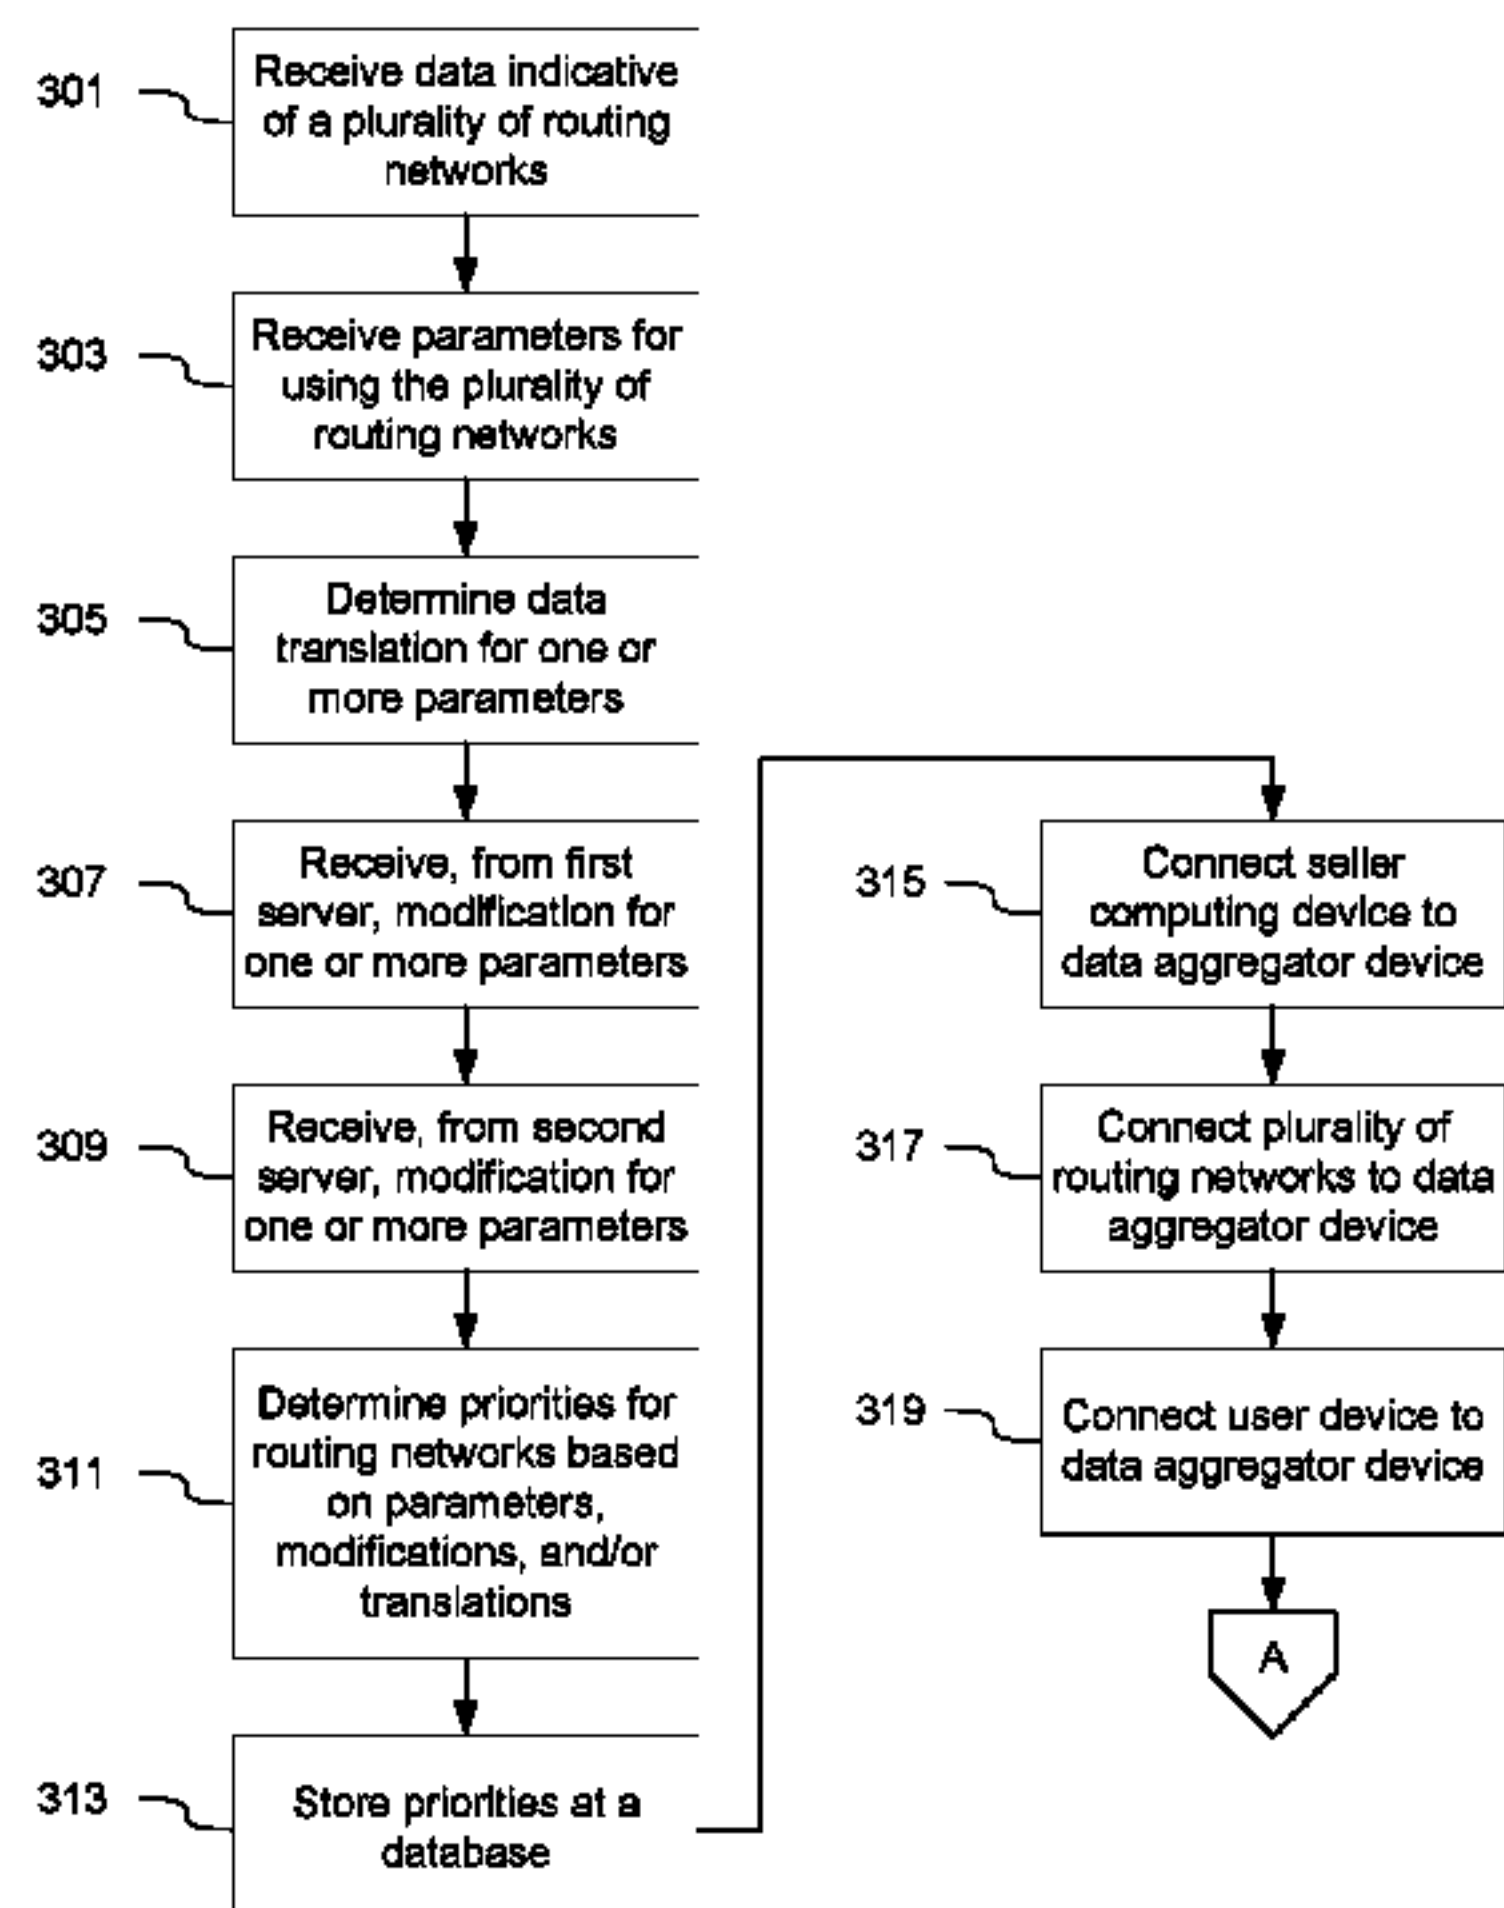 301
Receive data indicative
of a plurality of routing
networks
303
Receive parameters for
using the plurality of
routing networks
305
Determine data
translation for one or
more parameters
307
Receive, from first
server, modification for
one or more parameters
309
Receive, from second
server, modification for
one or more parameters
311
Determine priorities for
routing networks based
on parameters,
modifications, and/or
translations
313
Store priorities at a
database
315
Connect seller
computing device to
data aggregator device
317
Connect plurality of
routing networks to data
aggregator device
319
Connect user device to
data aggregator device
A